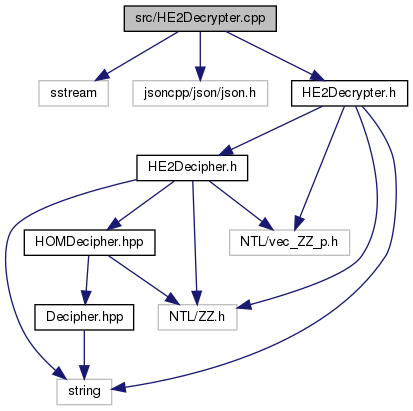 src/HE2Decrypter.cpp
sstream
jsoncpp/json/json.h
HE2Decrypter.h
HE2Decipher.h
HOMDecipher.hpp
NTL/vec_ZZ_p.h
Decipher.hpp
NTL/ZZ.h
string